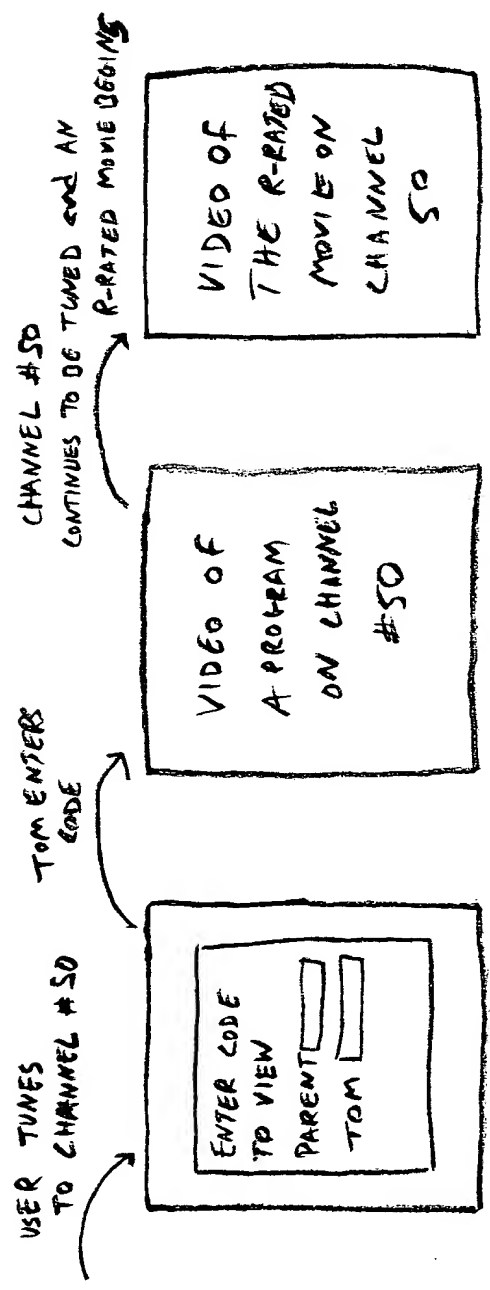 USER TUNES
TO CHANNEL #50
ENTER CODE
TO VIEW
PARENT
TOM
TOM ENTERS
CODE
VIDEO OF
A PROGRAM
ON CHANNEL
#50
CHANNEL #50
CONTINUES TO BE TUNED and AN
R-RATED MOVIE BEGINS
VIDEO OF
THE R-RATED
MOVIE ON
CHANNEL
50